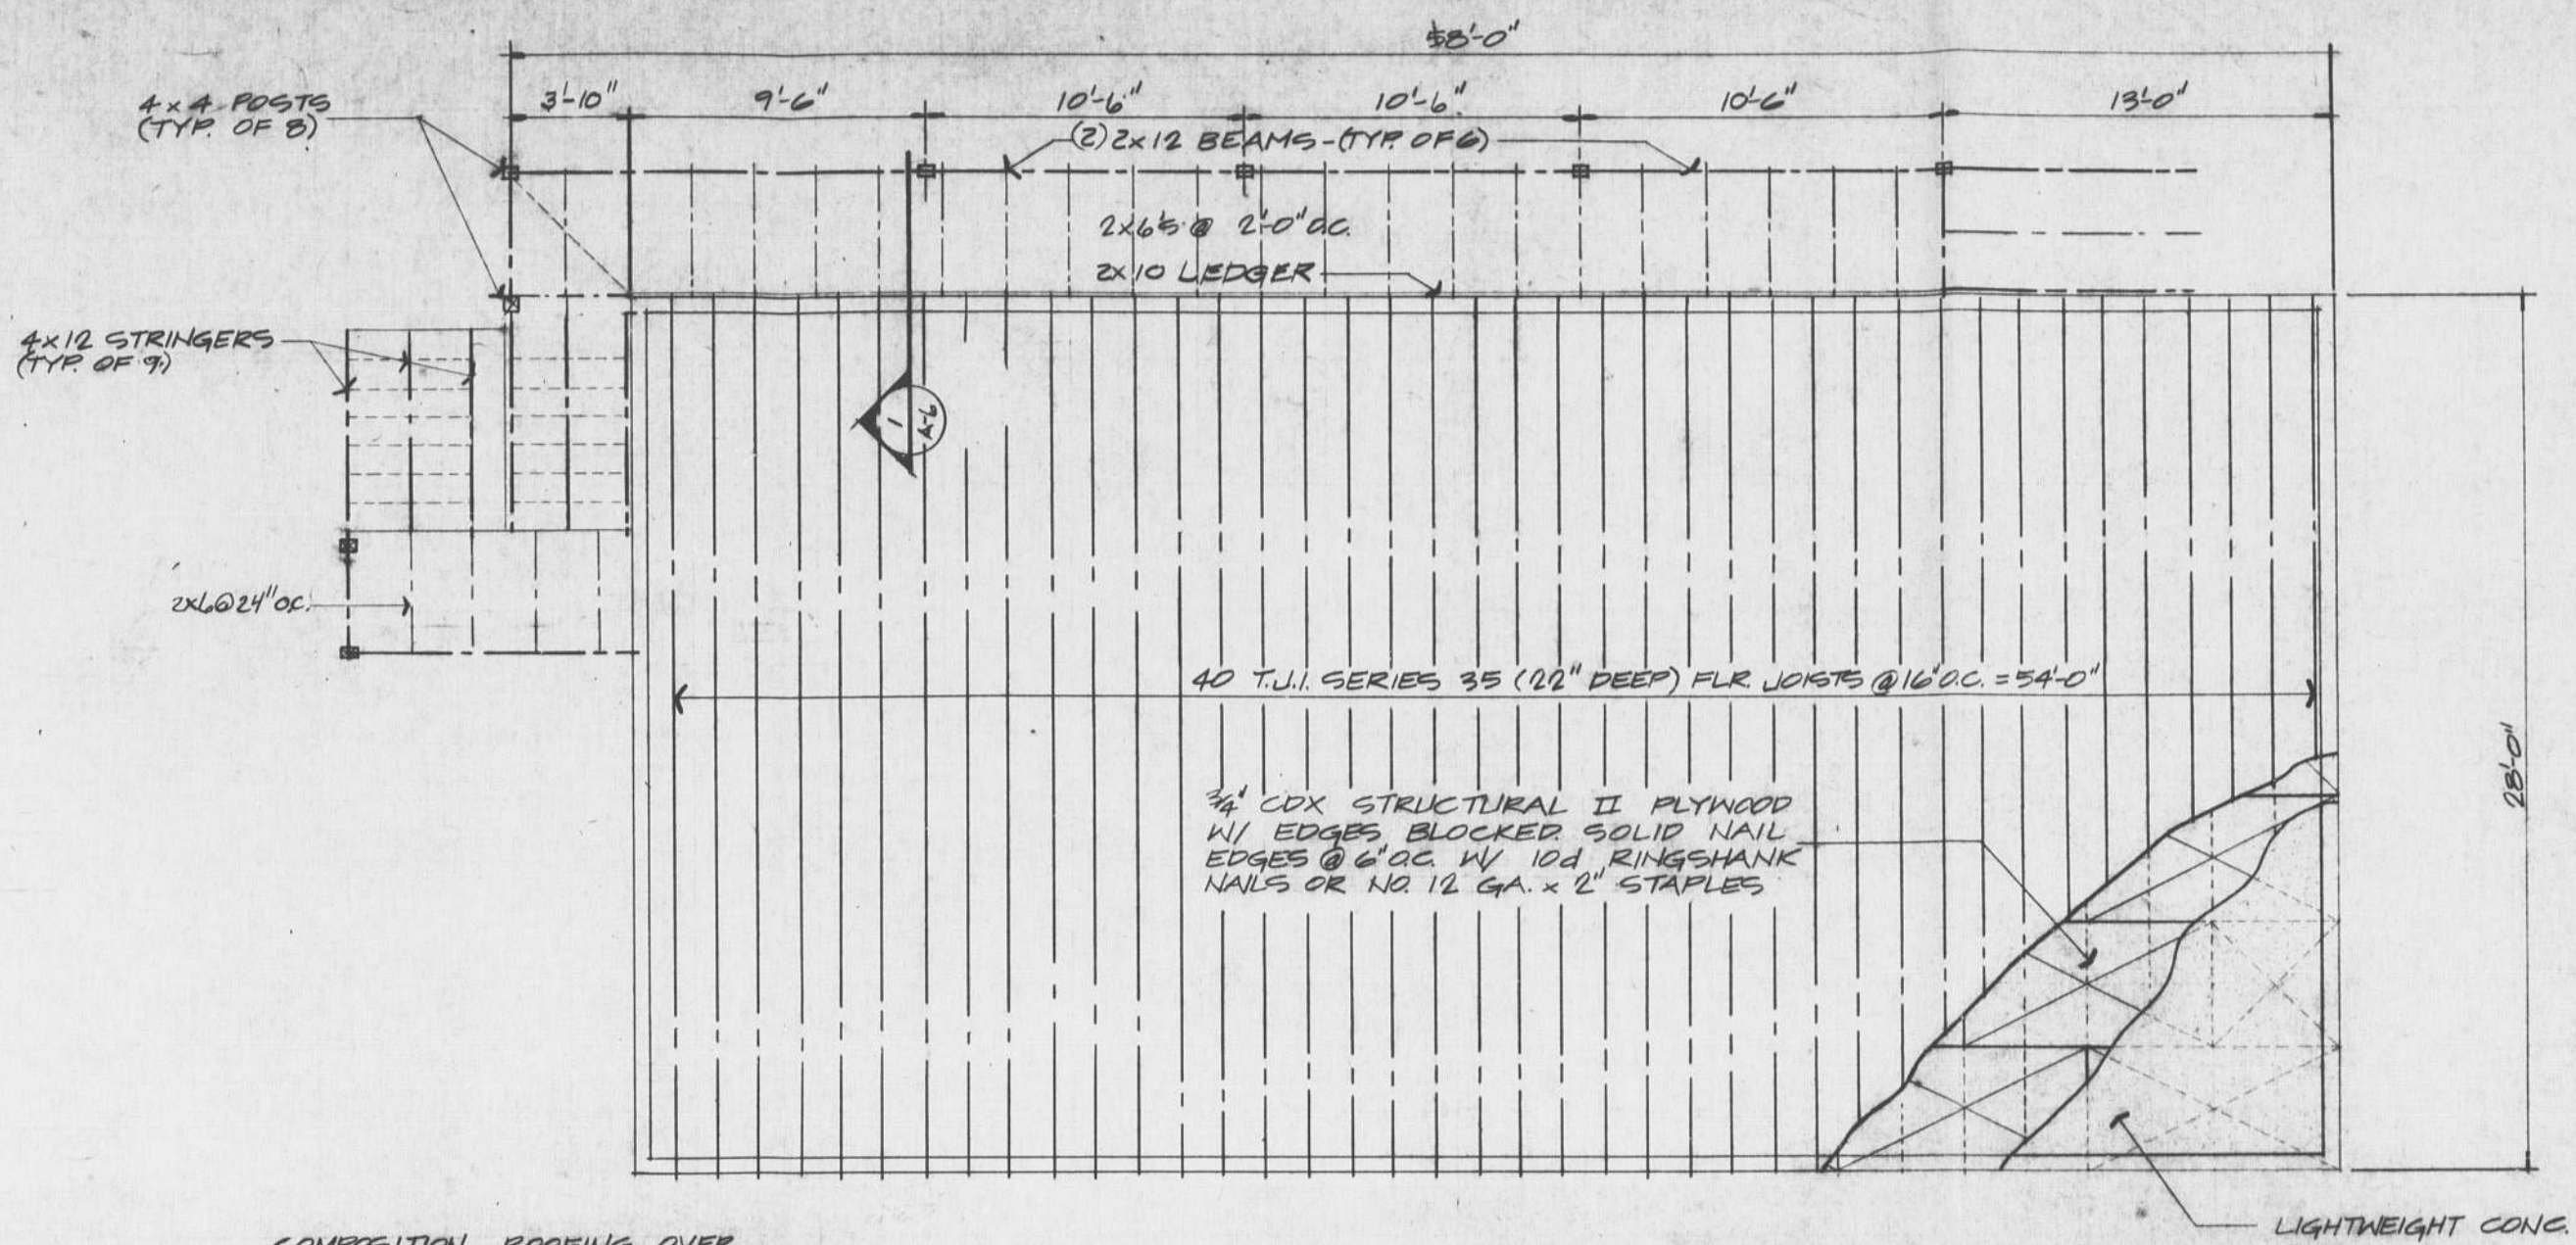 58'-0"
3'-10" 9'-6" 10'-6" 10'-6" 10'-6" 13'-0"
4 x 4 POSTS
(TYP. OF 8)
(2) 2x12 BEAMS - (TYP. OF 6)
2x6'S @ 2'-0" O.C.
2x10 LEDGER
4x12 STRINGERS
(TYP. OF 9)
1
A-6
2x6@24" O.C.
40 T.J.I. SERIES 35 (22" DEEP) FLR. JOISTS @16" O.C. = 54'-0"
28'-0"
3/4" CDX STRUCTURAL II PLYWOOD
W/ EDGES BLOCKED. SOLID NAIL
EDGES @ 6" O.C. W/ 10d RINGSHANK
NAILS OR NO. 12 GA. x 2" STAPLES
LIGHTWEIGHT CONC.
COMPOSITION ROOFING OVER